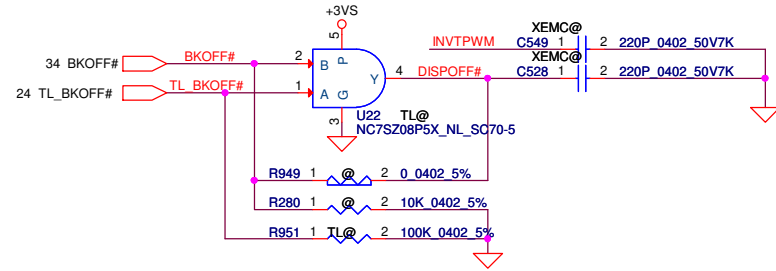 +3VS
XEMC@
INVTPWM C549 1 2 220P_0402_50V7K
XEMC@
5
34 BKOFF# BKOFF# 2 B P
Y 4 DISPOFF# C528 1 2 220P_0402_50V7K
24 TL_BKOFF# TL_BKOFF# 1 A G
3
U22 TL@
NC7SZ08P5X_NL_SC70-5
R949 1 @ 2 0_0402_5%
R280 1 @ 2 10K_0402_5%
R951 1 TL@ 2 100K_0402_5%